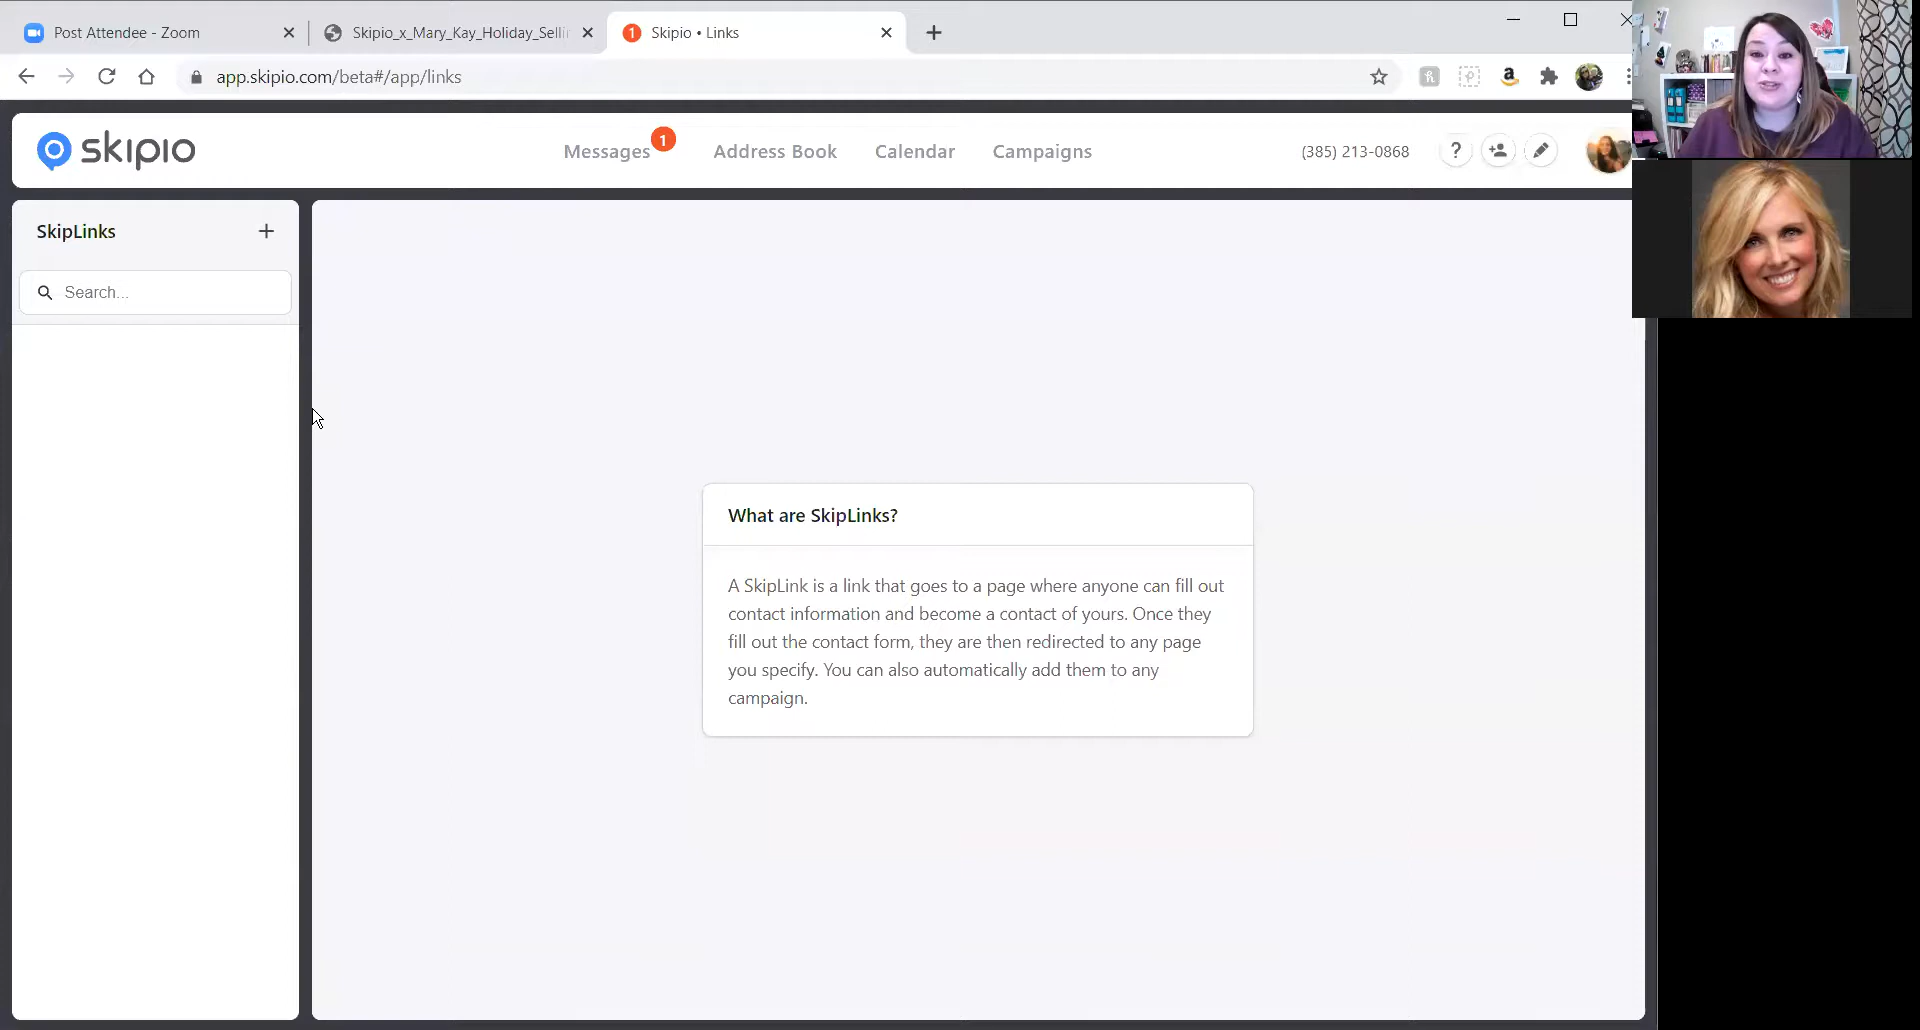 Post Attendee - Zoom
Skipio_x_Mary_Kay_Holiday_Selli
1 Skipio • Links
app.skipio.com/beta#/app/links
a
skipio
Messages 1
Address Book
Calendar
Campaigns
(385) 213-0868
?
SkipLinks
+
Search...
What are SkipLinks?
A SkipLink is a link that goes to a page where anyone can fill out
contact information and become a contact of yours. Once they
fill out the contact form, they are then redirected to any page
you specify. You can also automatically add them to any
campaign.